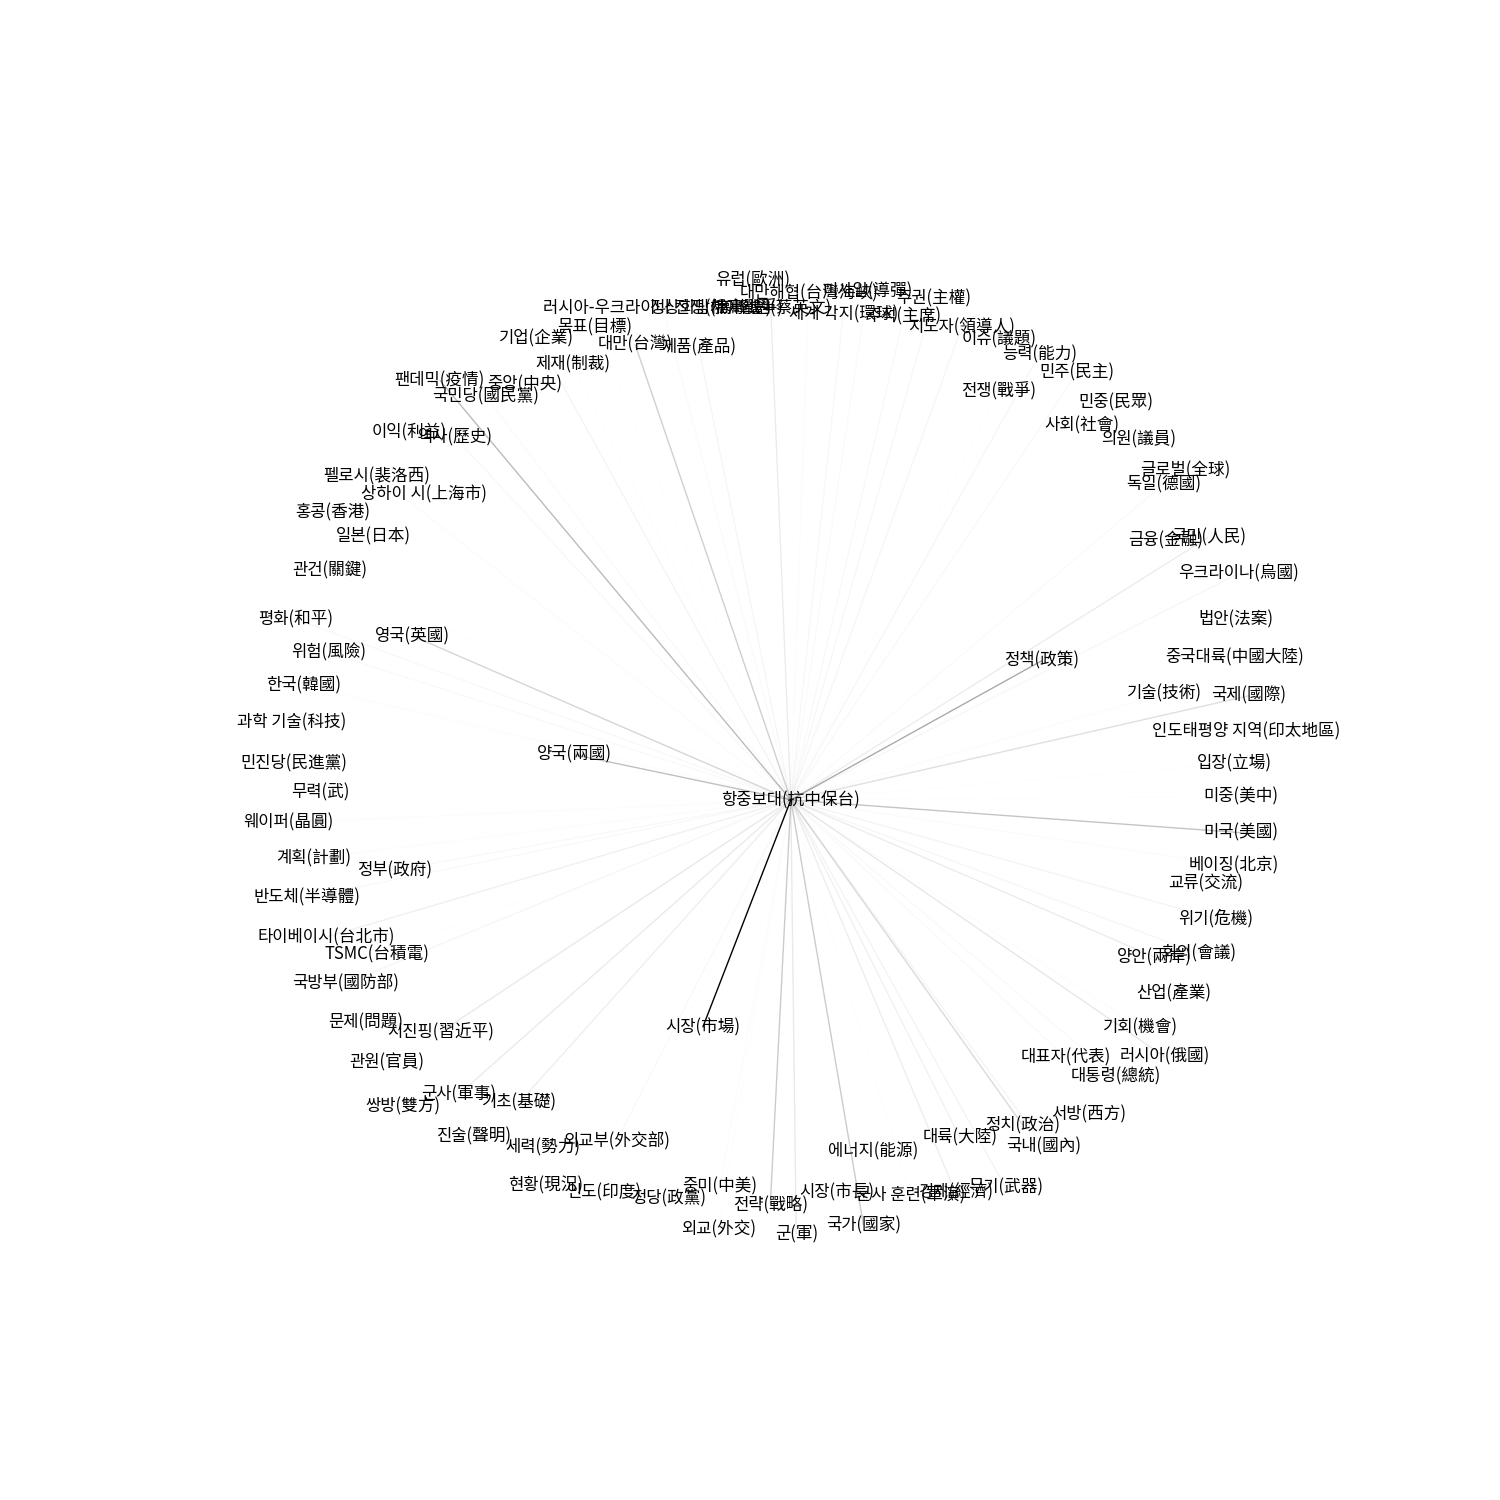 유럽(歐洲)
대만해협(台灣海峽)
미사일(導彈)
주권(主權)
러시아-우크라이나
세계 각지(環球)
주석(主席)
목표(目標)
지도자(領導人)
기업(企業)
대만(台灣)
제품(產品)
이슈(議題)
능력(能力)
제재(制裁)
민주(民主)
팬데믹(疫情)
중앙(中央)
국민당(國民黨)
전쟁(戰爭)
민중(民眾)
사회(社會)
이익(利益)
역사(歷史)
의원(議員)
펠로시(裴洛西)
글로벌(全球)
상하이 시(上海市)
독일(德國)
홍콩(香港)
일본(日本)
금융(金融)
국민(人民)
관건(關鍵)
우크라이나(烏國)
평화(和平)
법안(法案)
영국(英國)
위험(風險)
정책(政策)
중국대륙(中國大陸)
한국(韓國)
기술(技術)
국제(國際)
과학 기술(科技)
인도태평양 지역(印太地區)
양국(兩國)
민진당(民進黨)
입장(立場)
무력(武)
미중(美中)
항중보대(抗中保台)
웨이퍼(晶圓)
미국(美國)
계획(計劃)
정부(政府)
베이징(北京)
교류(交流)
반도체(半導體)
위기(危機)
타이베이시(台北市)
TSMC(台積電)
양안(兩岸)
회의(會議)
국방부(國防部)
산업(產業)
문제(問題)
시진핑(習近平)
시장(市場)
기회(機會)
관원(官員)
대표자(代表)
러시아(俄國)
대통령(總統)
쌍방(雙方)
군사(軍事)
기초(基礎)
서방(西方)
진술(聲明)
세력(勢力)
외교부(外交部)
에너지(能源)
대륙(大陸)
정치(政治)
국내(國內)
현황(現況)
인도(印度)
정당(政黨)
중미(中美)
전략(戰略)
시장(市長)
군사 훈련(軍演)
경제(經濟)
무기(武器)
외교(外交)
군(軍)
국가(國家)